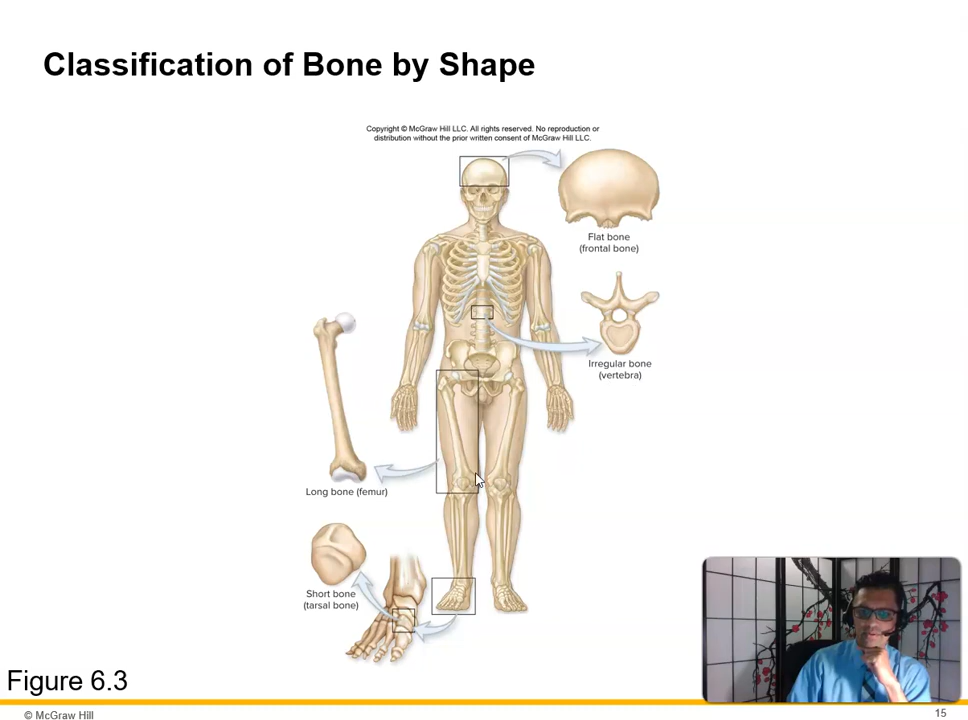 Classification of Bone by Shape
Copyright © McGraw Hill LLC. All rights reserved. No reproduction or
distribution without the prior written consent of McGraw Hill LLC.
Flat bone
(frontal bone)
Irregular bone
(vertebra)
Long bone (femur)
Short bone
(tarsal bone)
Figure 6.3
© McGraw Hill
15